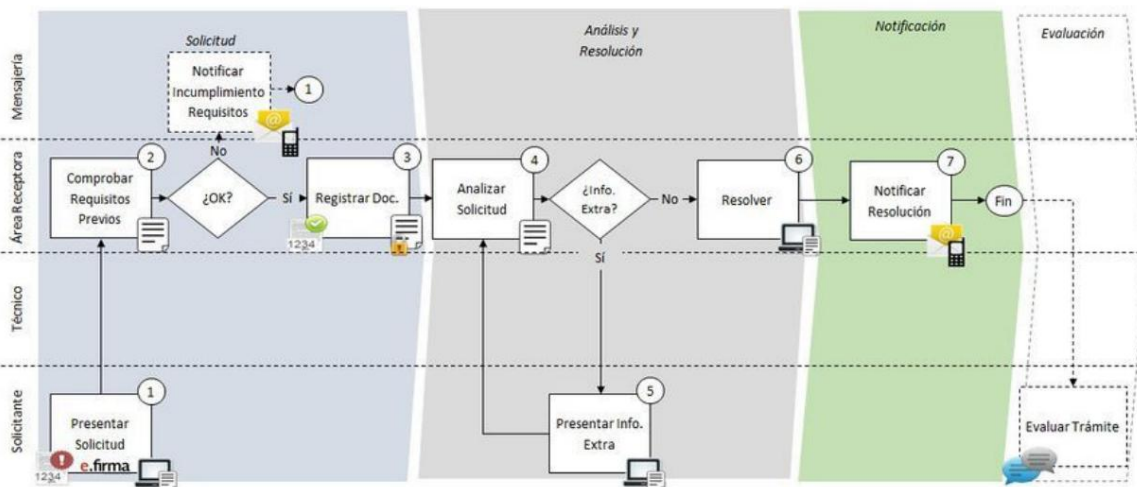 Solicitud
Análisis y
Resolución
Notificación
Evaluación
Mensajería
Notificar
Incumplimiento
Requisitos
1
@
No
Área Receptora
2
Comprobar
Requisitos
Previos
¿OK?
Sí
3
Registrar Doc.
1234
4
Analizar
Solicitud
¿Info.
Extra?
No
Sí
6
Resolver
7
Notificar
Resolución
@
Fin
Técnico
Solicitante
1
Presentar
Solicitud
1234
e.firma
5
Presentar Info.
Extra
Evaluar Trámite